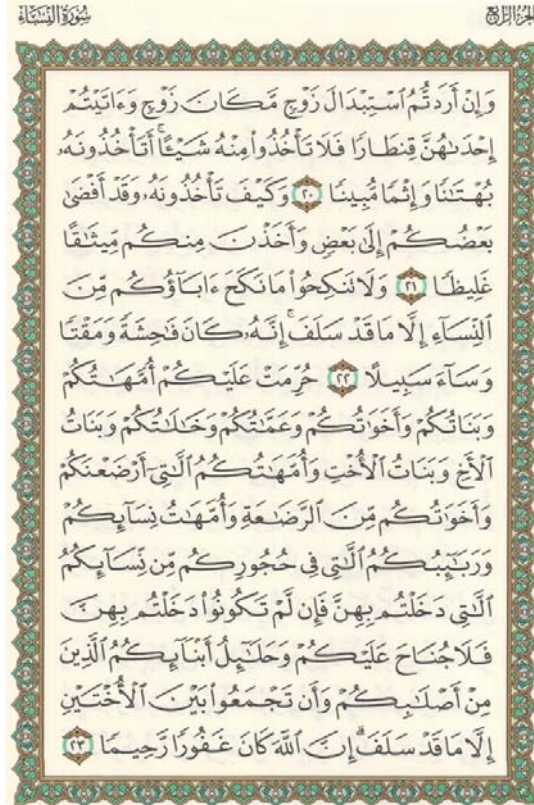 سُورَةُ النِّسَاءِ
الجُزْءُ الرَّابِعُ
وَإِنْ أَرَدتُّمُ ٱسْتِبْدَالَ زَوْجٍ مَّكَانَ زَوْجٍ وَءَاتَيْتُمْ
إِحْدَىٰهُنَّ قِنطَارًا فَلَا تَأْخُذُوا۟ مِنْهُ شَيْـًٔا ۚ أَتَأْخُذُونَهُۥ
بُهْتَٰنًا وَإِثْمًا مُّبِينًا ٢٠ وَكَيْفَ تَأْخُذُونَهُۥ وَقَدْ أَفْضَىٰ
بَعْضُكُمْ إِلَىٰ بَعْضٍ وَأَخَذْنَ مِنكُم مِّيثَٰقًا
غَلِيظًا ٢١ وَلَا تَنكِحُوا۟ مَا نَكَحَ ءَابَآؤُكُم مِّنَ
ٱلنِّسَآءِ إِلَّا مَا قَدْ سَلَفَ ۚ إِنَّهُۥ كَانَ فَٰحِشَةً وَمَقْتًا
وَسَآءَ سَبِيلًا ٢٢ حُرِّمَتْ عَلَيْكُمْ أُمَّهَٰتُكُمْ
وَبَنَاتُكُمْ وَأَخَوَٰتُكُمْ وَعَمَّٰتُكُمْ وَخَٰلَٰتُكُمْ وَبَنَاتُ
ٱلْأَخِ وَبَنَاتُ ٱلْأُخْتِ وَأُمَّهَٰتُكُمُ ٱلَّٰتِىٓ أَرْضَعْنَكُمْ
وَأَخَوَٰتُكُم مِّنَ ٱلرَّضَٰعَةِ وَأُمَّهَٰتُ نِسَآئِكُمْ
وَرَبَٰٓئِبُكُمُ ٱلَّٰتِى فِى حُجُورِكُم مِّن نِّسَآئِكُمُ
ٱلَّٰتِى دَخَلْتُم بِهِنَّ فَإِن لَّمْ تَكُونُوا۟ دَخَلْتُم بِهِنَّ
فَلَا جُنَاحَ عَلَيْكُمْ وَحَلَٰٓئِلُ أَبْنَآئِكُمُ ٱلَّذِينَ
مِنْ أَصْلَٰبِكُمْ وَأَن تَجْمَعُوا۟ بَيْنَ ٱلْأُخْتَيْنِ
إِلَّا مَا قَدْ سَلَفَ ۗ إِنَّ ٱللَّهَ كَانَ غَفُورًا رَّحِيمًا ٢٣